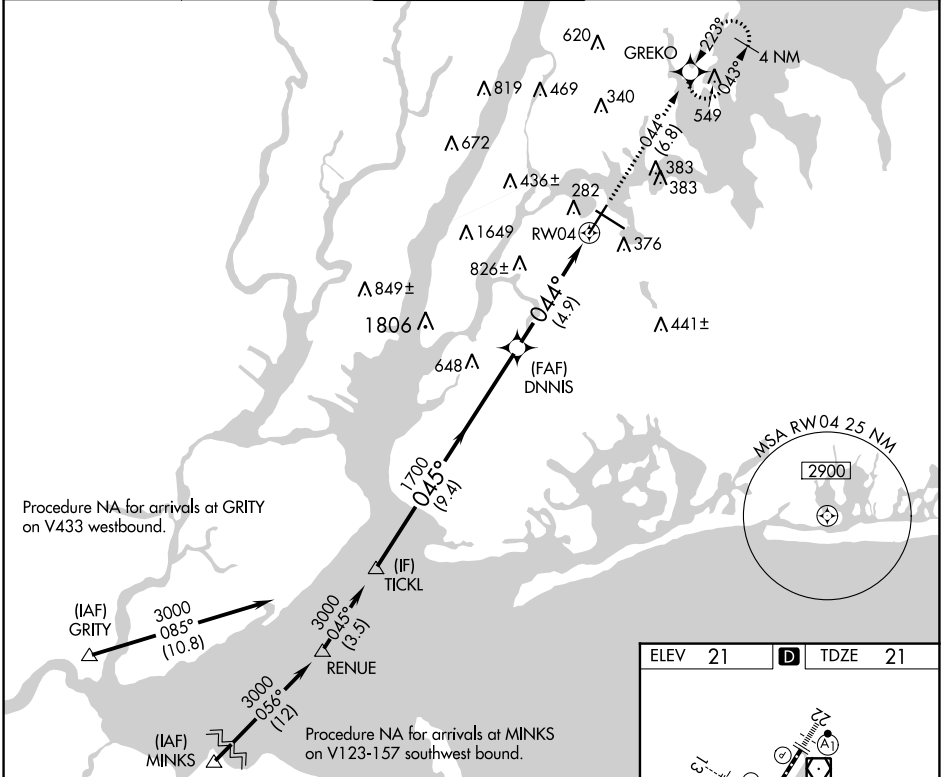 620
GREKO
223°
4 NM
043°
549
819
469
340
672
044°
(6.8)
383
383
436±
282
1649
RW04
376
826±
849±
1806
044°
(4.9)
441±
648
(FAF)
DNNIS
MSA RW04 25 NM
2900
1700
045°
(9.4)
Procedure NA for arrivals at GRITY
on V433 westbound.
(IF)
TICKL
(IAF)
GRITY
3000
085°
(10.8)
3000
045°
(3.5)
RENUE
3000
056°
(12)
(IAF)
MINKS
Procedure NA for arrivals at MINKS
on V123-157 southwest bound.
ELEV 21
D
TDZE 21
22
A1
P
13